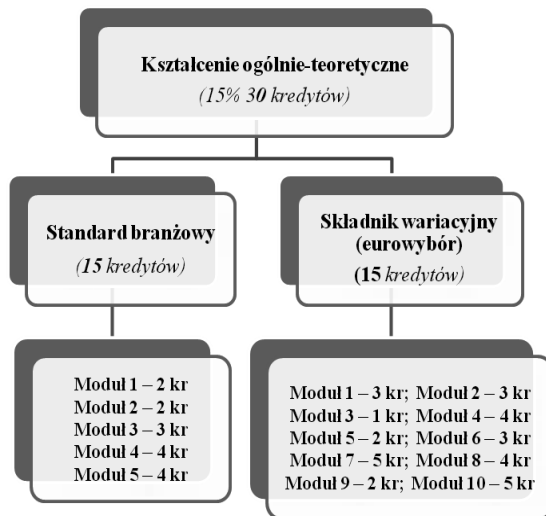 Kształcenie ogólnie-teoretyczne
(15% 30 kredytów)
Standard branżowy
(15 kredytów)
Składnik wariacyjny
(eurowybór)
(15 kredytów)
Moduł 1 – 2 kr
Moduł 2 – 2 kr
Moduł 3 – 3 kr
Moduł 4 – 4 kr
Moduł 5 – 4 kr
Moduł 1 – 3 kr; Moduł 2 – 3 kr
Moduł 3 – 1 kr; Moduł 4 – 4 kr
Moduł 5 – 2 kr; Moduł 6 – 3 kr
Moduł 7 – 5 kr; Moduł 8 – 4 kr
Moduł 9 – 2 kr; Moduł 10 – 5 kr